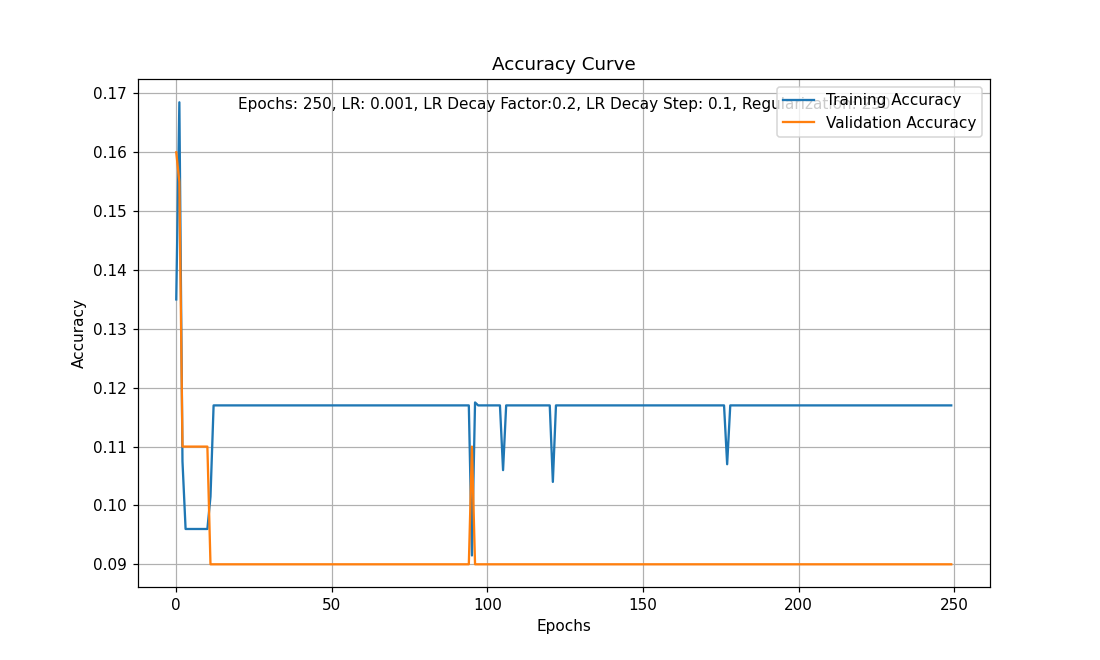 Accuracy Curve
Epochs: 250, LR: 0.001, LR Decay Factor:0.2, LR Decay Step: 0.1, Regularization: 250
Training Accuracy
Validation Accuracy
0.17
0.16
0.15
0.14
0.13
0.12
0.11
0.10
0.09
Accuracy
0
50
100
150
200
250
Epochs